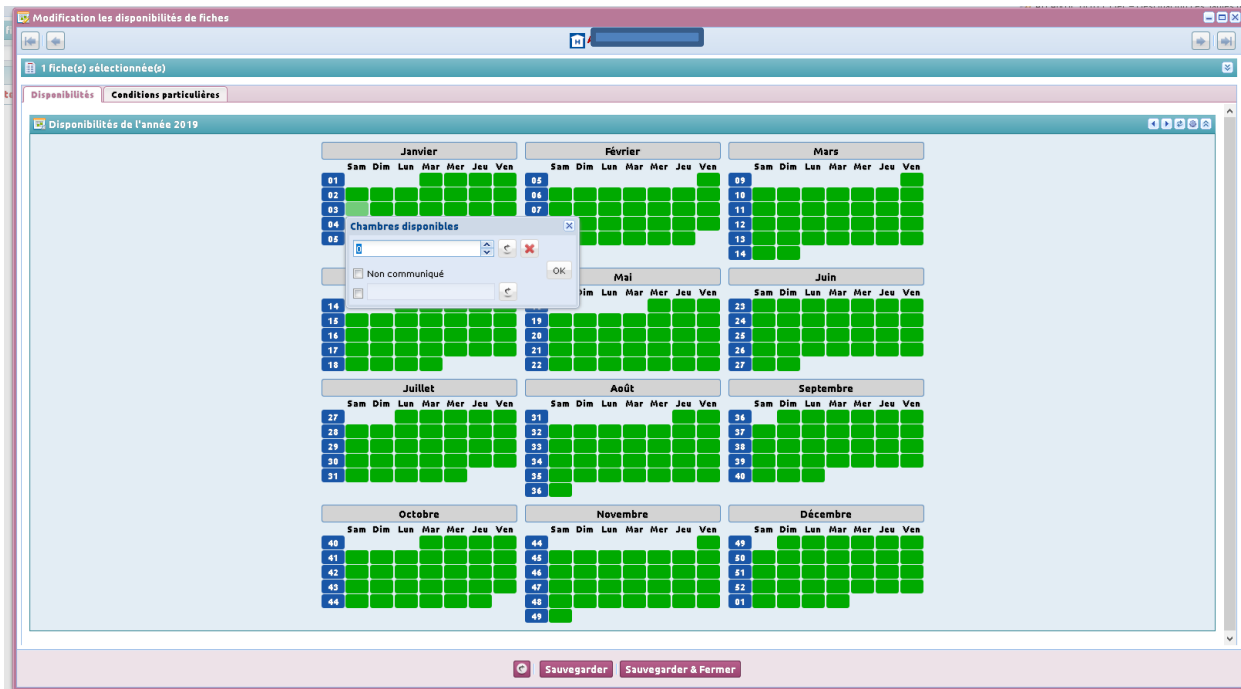 Modification les disponibilités de fiches
1 fiche(s) sélectionnée(s)
Disponibilités Conditions particulières
Disponibilités de l'année 2019
Janvier Février Mars
Sam Dim Lun Mar Mer Jeu Ven Sam Dim Lun Mar Mer Jeu Ven Sam Dim Lun Mar Mer Jeu Ven
01 05 09
02 06 10
03 07 11
04 12
05 13
14
Chambres disponibles
0
Non communiqué
OK
Mai Juin
Dim Lun Mar Mer Jeu Ven Sam Dim Lun Mar Mer Jeu Ven
14 23
15 19 24
16 20 25
17 21 26
18 22 27
Juillet Août Septembre
Sam Dim Lun Mar Mer Jeu Ven Sam Dim Lun Mar Mer Jeu Ven Sam Dim Lun Mar Mer Jeu Ven
27 31 36
28 32 37
29 33 38
30 34 39
31 35 40
36
Octobre Novembre Décembre
Sam Dim Lun Mar Mer Jeu Ven Sam Dim Lun Mar Mer Jeu Ven Sam Dim Lun Mar Mer Jeu Ven
40 44 49
41 45 50
42 46 51
43 47 52
44 48 01
49
Sauvegarder Sauvegarder & Fermer